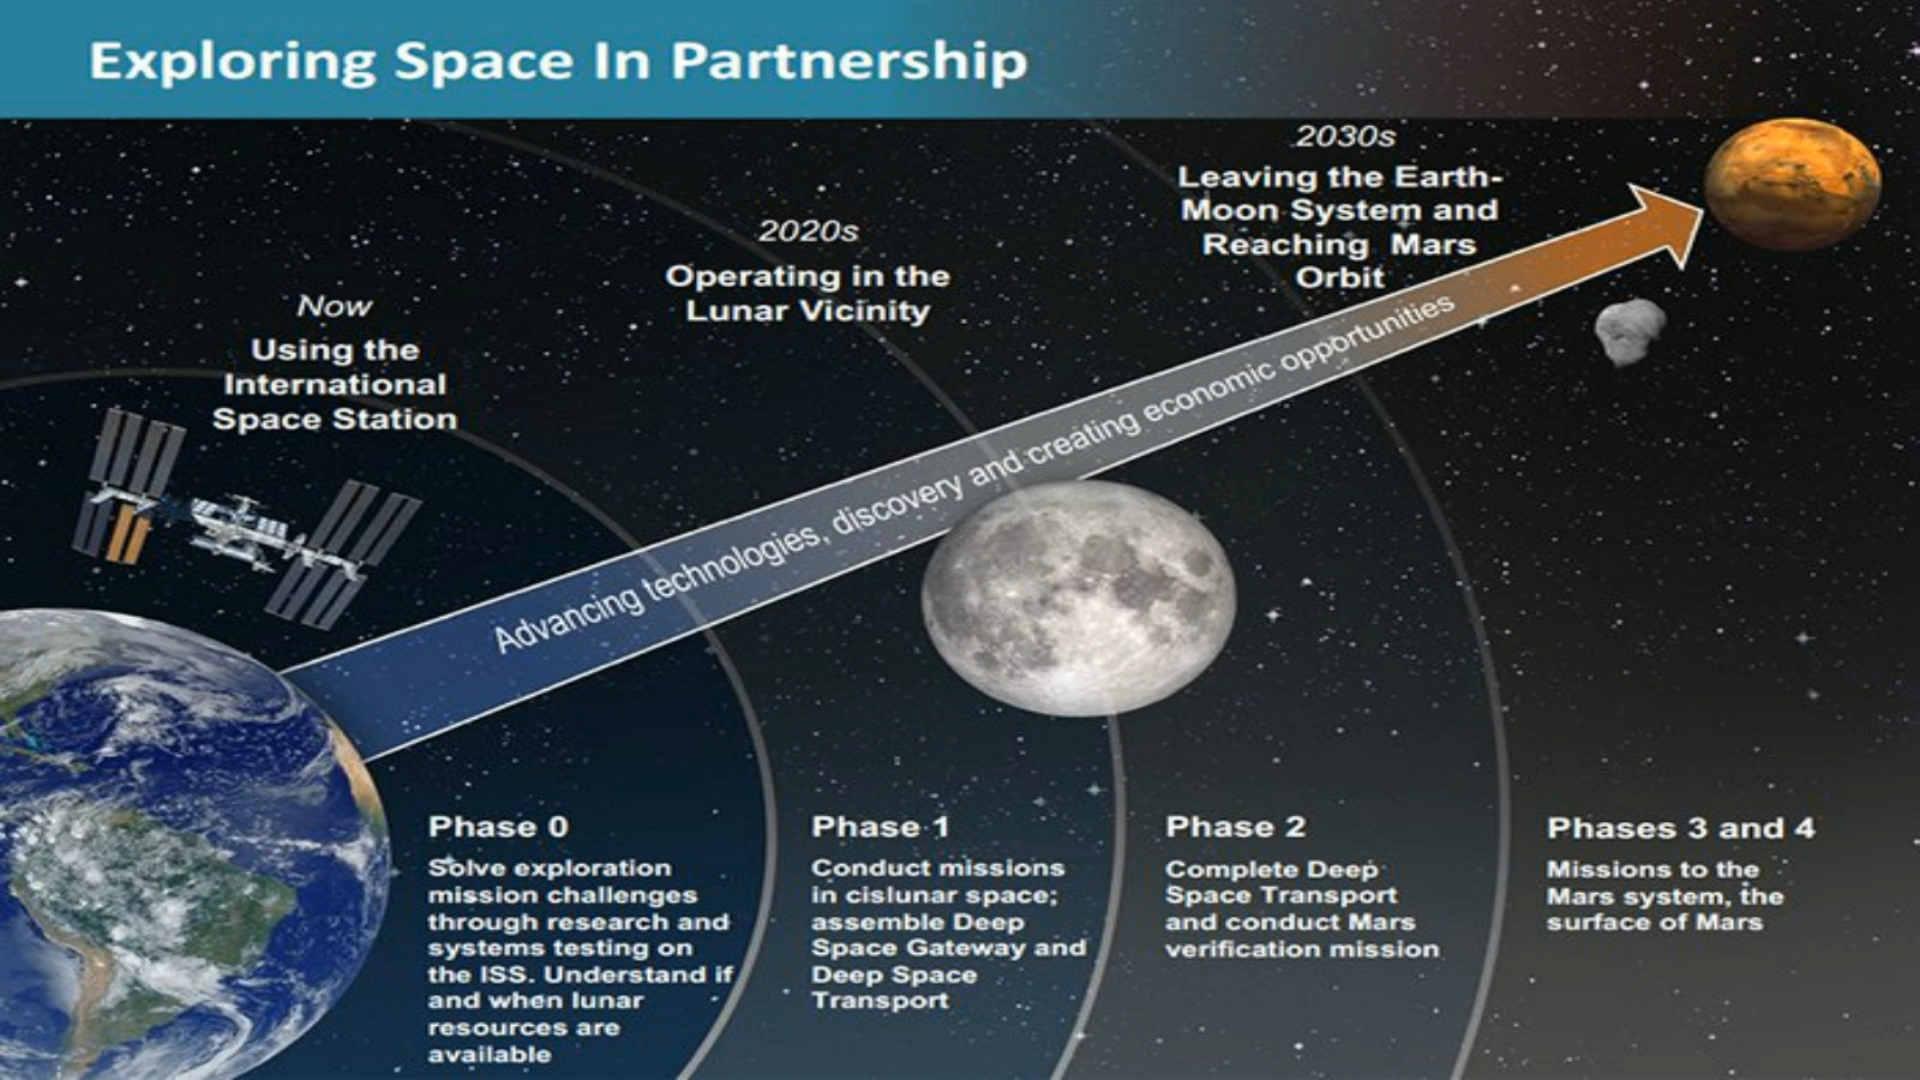 Exploring Space In Partnership
Now
Using the
International
Space Station
2020s
Operating in the
Lunar Vicinity
2030s
Leaving the Earth-
Moon System and
Reaching Mars
Orbit
Advancing technologies, discovery and creating economic opportunities
Phase 0
Solve exploration
mission challenges
through research and
systems testing on
the ISS. Understand if
and when lunar
resources are
available
Phase 1
Conduct missions
in cislunar space;
assemble Deep
Space Gateway and
Deep Space
Transport
Phase 2
Complete Deep
Space Transport
and conduct Mars
verification mission
Phases 3 and 4
Missions to the
Mars system, the
surface of Mars